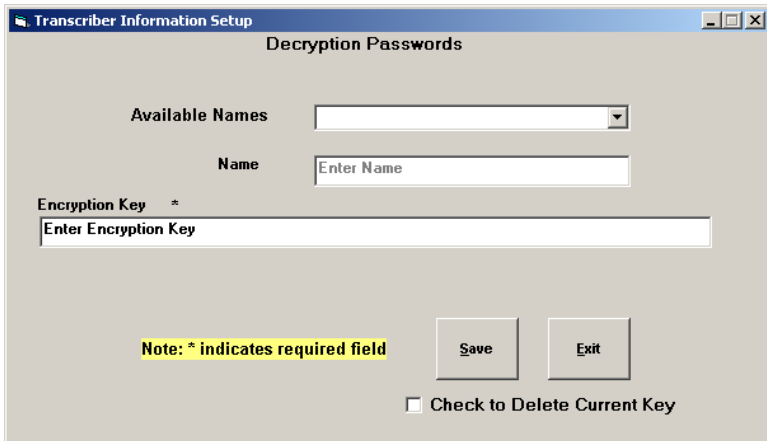 Transcriber Information Setup
Decryption Passwords
Available Names
Name Enter Name
Encryption Key *
Enter Encryption Key
Note: * indicates required field Save Exit
Check to Delete Current Key